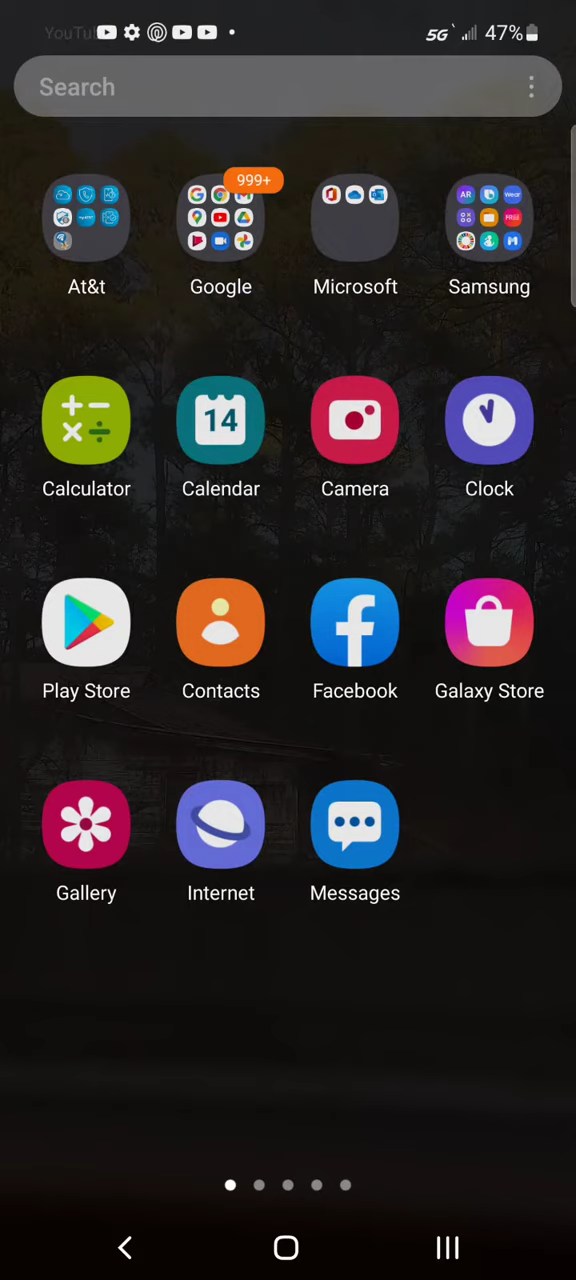 YouTu 5G 47%
Search
999+
At&t Google Microsoft Samsung
14
Calculator Calendar Camera Clock
Play Store Contacts Facebook Galaxy Store
Gallery Internet Messages